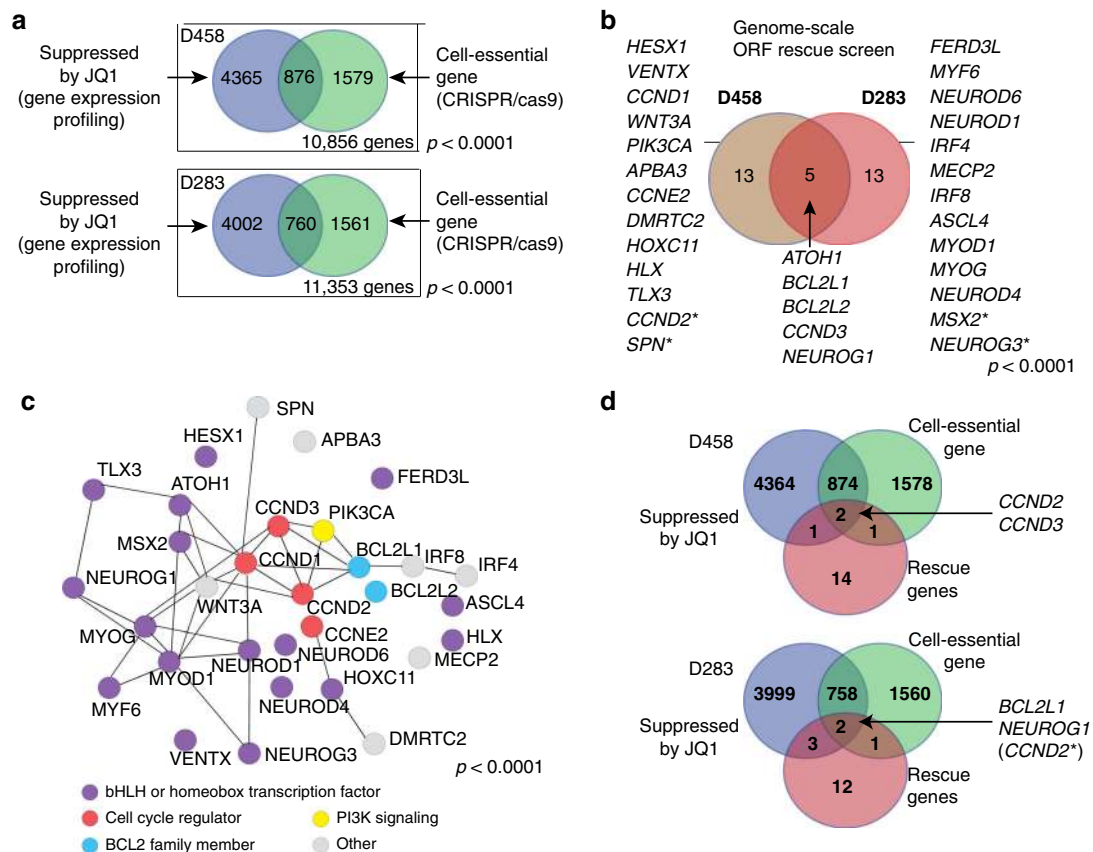 a
D458
Suppressed
by JQ1
(gene expression
profiling)
4365
876
1579
Cell-essential
gene
(CRISPR/cas9)
10,856 genes
p < 0.0001
D283
Suppressed
by JQ1
(gene expression
profiling)
4002
760
1561
Cell-essential
gene
(CRISPR/cas9)
11,353 genes
p < 0.0001
b
Genome-scale
ORF rescue screen
HESX1
VENTX
CCND1
WNT3A
PIK3CA
APBA3
CCNE2
DMRTC2
HOXC11
HLX
TLX3
CCND2*
SPN*
D458
D283
13
5
13
ATOH1
BCL2L1
BCL2L2
CCND3
NEUROG1
FERD3L
MYF6
NEUROD6
NEUROD1
IRF4
MECP2
IRF8
ASCL4
MYOD1
MYOG
NEUROD4
MSX2*
NEUROG3*
p < 0.0001
c
SPN
HESX1
APBA3
TLX3
ATOH1
FERD3L
CCND3
PIK3CA
MSX2
CCND1
BCL2L1
IRF8
IRF4
NEUROG1
WNT3A
BCL2L2
CCND2
ASCL4
MYOG
CCNE2
HLX
NEUROD6
NEUROD1
MECP2
MYOD1
HOXC11
MYF6
NEUROD4
DMRTC2
VENTX
NEUROG3
p < 0.0001
bHLH or homeobox transcription factor
Cell cycle regulator
PI3K signaling
BCL2 family member
Other
d
D458
Cell-essential
gene
4364
874
1578
2
CCND2
CCND3
Suppressed
by JQ1
1
1
14
Rescue
genes
D283
Cell-essential
gene
3999
758
1560
2
BCL2L1
NEUROG1
(CCND2*)
Suppressed
by JQ1
3
1
12
Rescue
genes